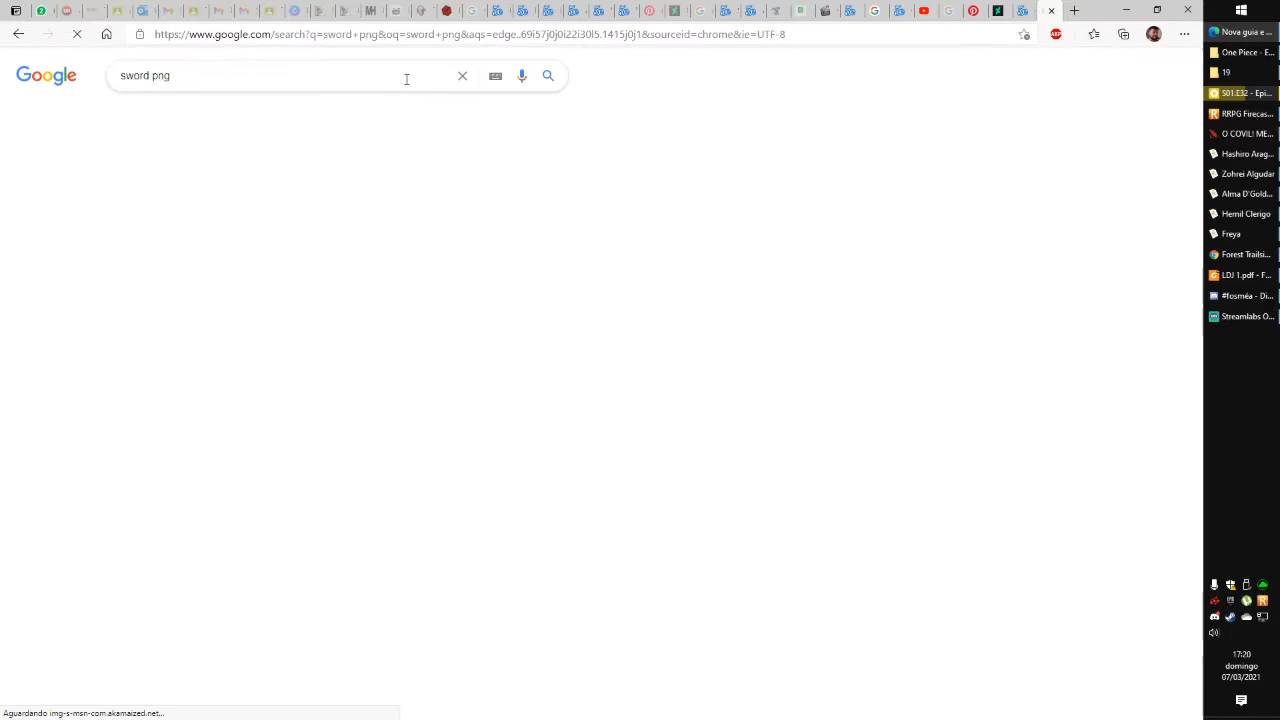 https://www.google.com/search?q=sword+png&oq=sword+png&aqs=edge..69i57j0j0i22i30l5.1415j0j1&sourceid=chrome&ie=UTF-8
Google
sword png
Nova guia e ...
One Piece - E...
19
S01.E32 - Epi...
RRPG Firecas...
O COVIL! ME...
Hashiro Arag...
Zohrei Algudar
Alma D'Gold...
Hemil Clerigo
Freya
Forest Trailsi...
LDJ 1.pdf - F...
#fosméa - Di...
Streamlabs O...
17:20
domingo
07/03/2021
Aguardando img-s-msn-com.akamaized.net...